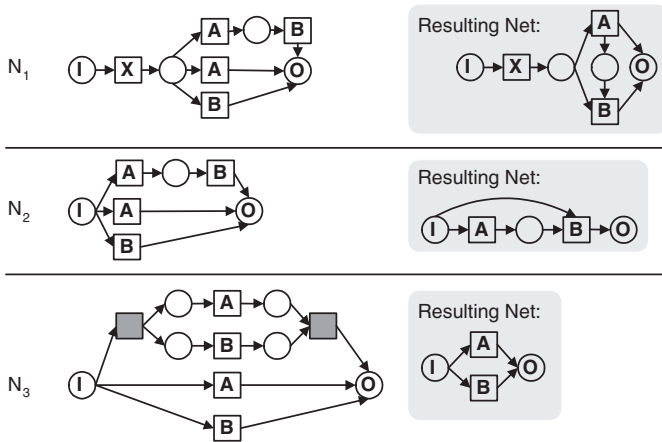 N1
I X A B
A O
B
Resulting Net:
I X A O
B
N2
A B
I A O
B
Resulting Net:
I A B O
N3
A
B
I A O
B
Resulting Net:
A
I O
B